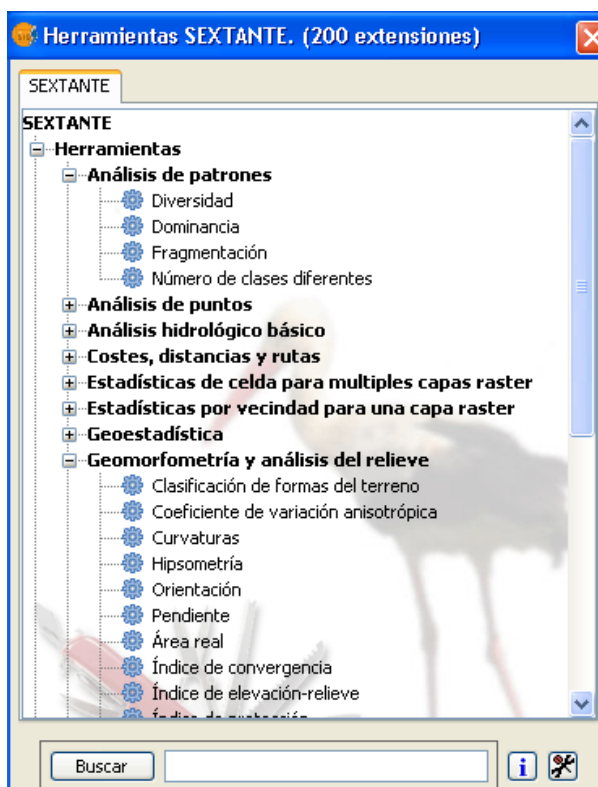 Herramientas SEXTANTE. (200 extensiones)
SEXTANTE
SEXTANTE
Herramientas
Análisis de patrones
Diversidad
Dominancia
Fragmentación
Número de clases diferentes
Análisis de puntos
Análisis hidrológico básico
Costes, distancias y rutas
Estadísticas de celda para multiples capas raster
Estadísticas por vecindad para una capa raster
Geoestadística
Geomorfometría y análisis del relieve
Clasificación de formas del terreno
Coeficiente de variación anisotrópica
Curvaturas
Hipsometría
Orientación
Pendiente
Área real
Índice de convergencia
Índice de elevación-relieve
Índice de protección
Buscar